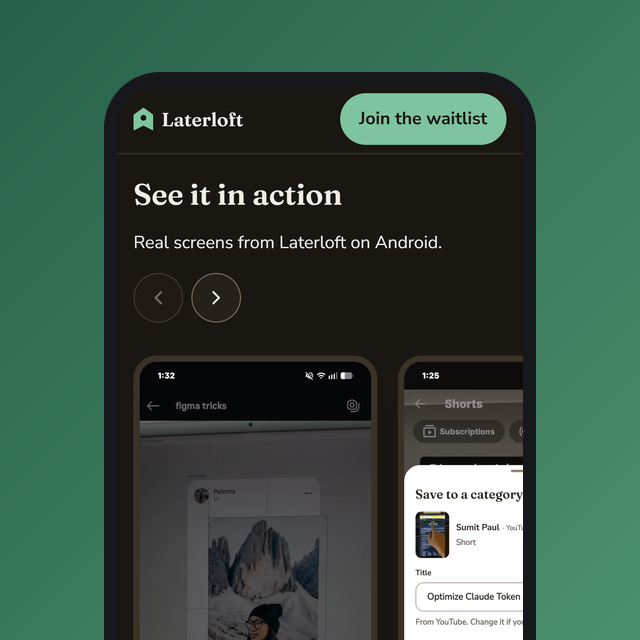 Laterloft
Join the waitlist
See it in action
Real screens from Laterloft on Android.
1:32
figma tricks
Paloma
1:25
Shorts
Subscriptions
Save to a category
Sumit Paul
Short
Title
Optimize Claude Token
From YouTube. Change it if